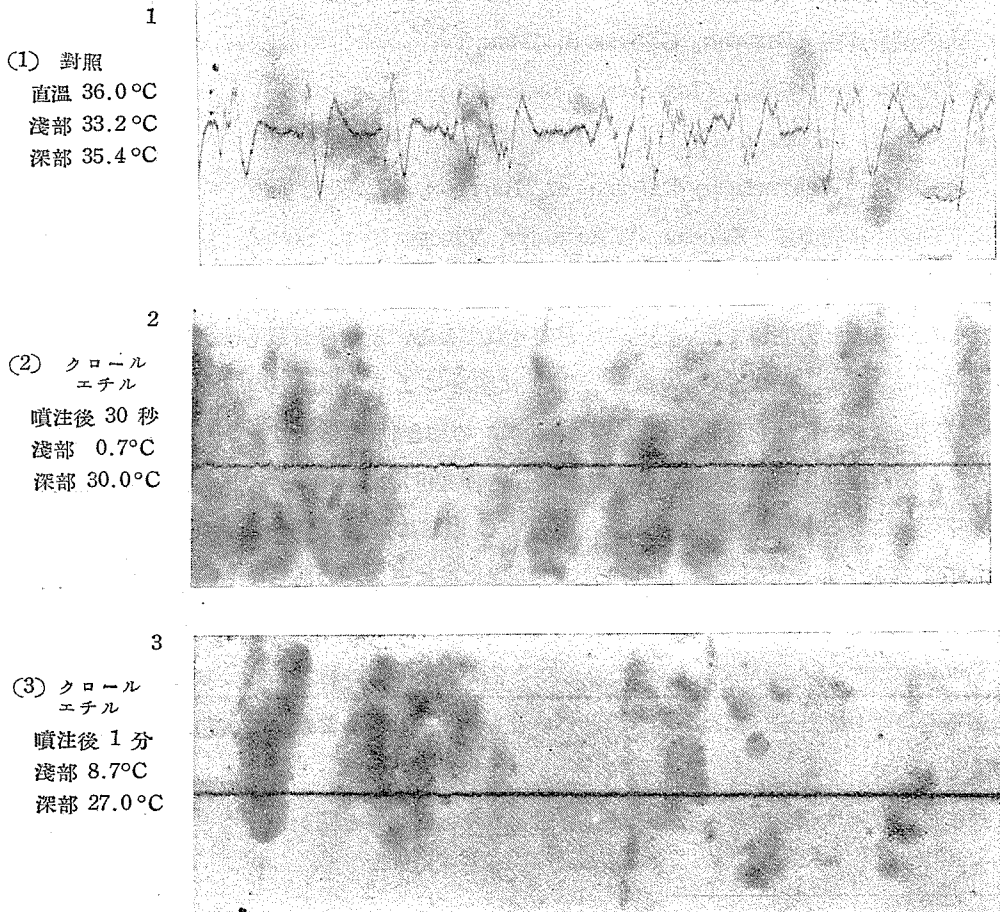 1
(1) 對照
直溫 36.0°C
淺部 33.2°C
深部 35.4°C
2
(2) クロール
エチル
噴注後 30 秒
淺部 0.7°C
深部 30.0°C
3
(3) クロール
エチル
噴注後 1 分
淺部 8.7°C
深部 27.0°C